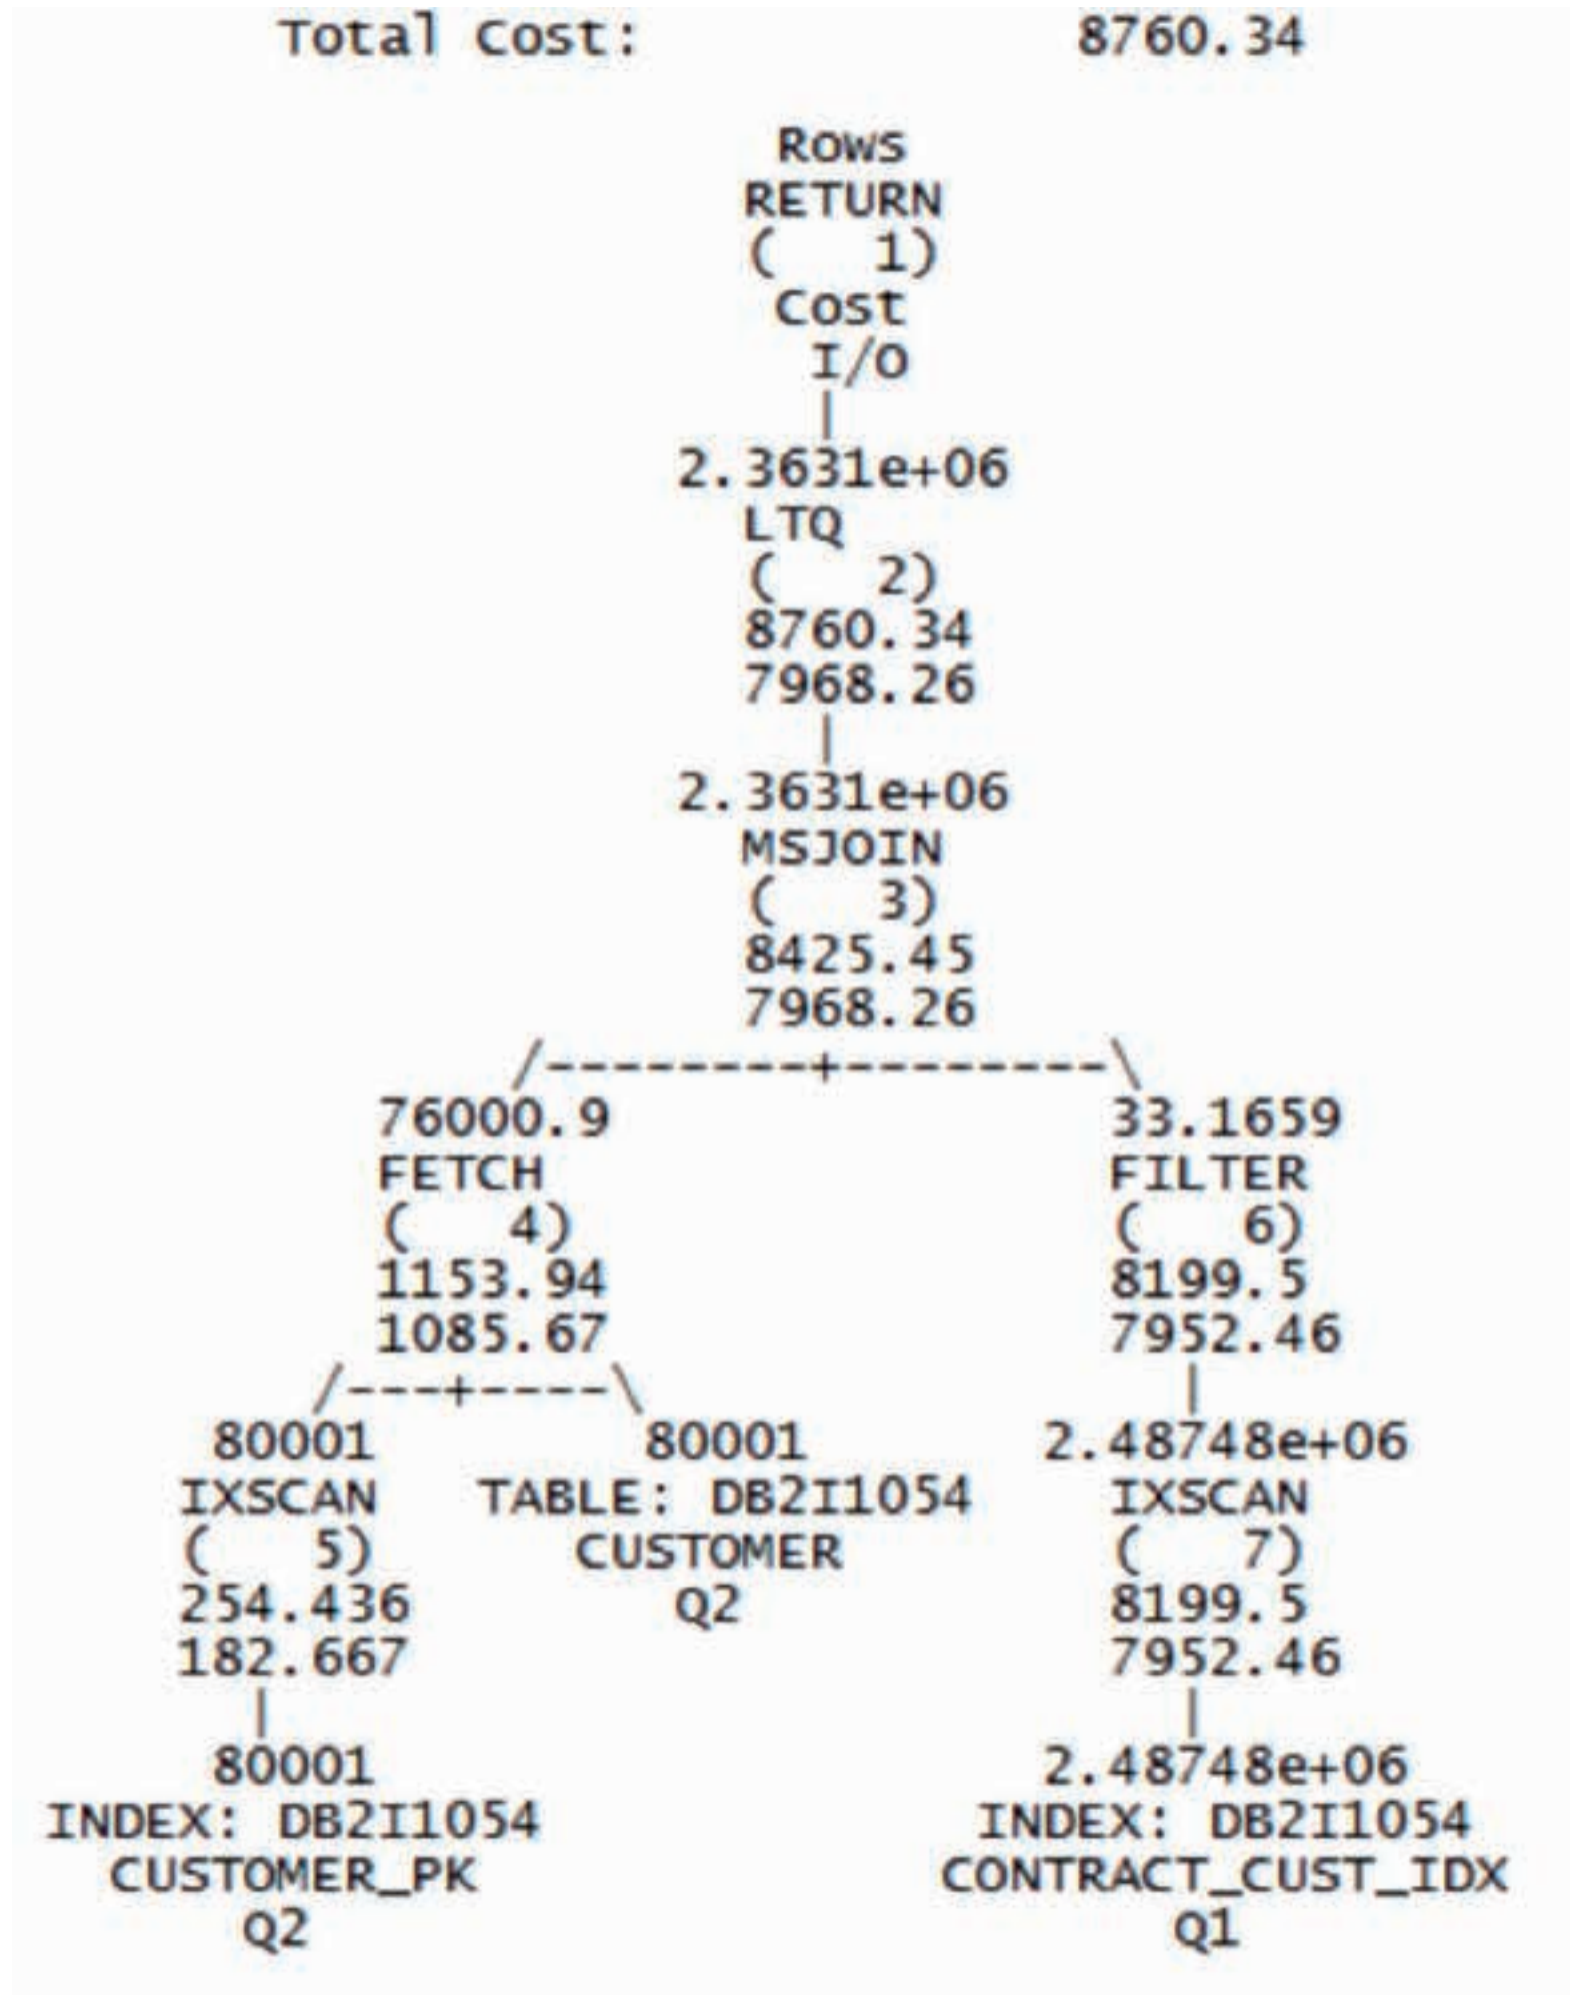 Total Cost: 8760.34
Rows
RETURN
( 1)
Cost
I/O
|
2.3631e+06
LTQ
( 2)
8760.34
7968.26
|
2.3631e+06
MSJOIN
( 3)
8425.45
7968.26
/--------+--------\
76000.9 33.1659
FETCH FILTER
( 4) ( 6)
1153.94 8199.5
1085.67 7952.46
/---+----\ |
80001 80001 2.48748e+06
IXSCAN TABLE: DB2I1054 IXSCAN
( 5) CUSTOMER ( 7)
254.436 Q2 8199.5
182.667 7952.46
| |
80001 2.48748e+06
INDEX: DB2I1054 INDEX: DB2I1054
CUSTOMER_PK CONTRACT_CUST_IDX
Q2 Q1